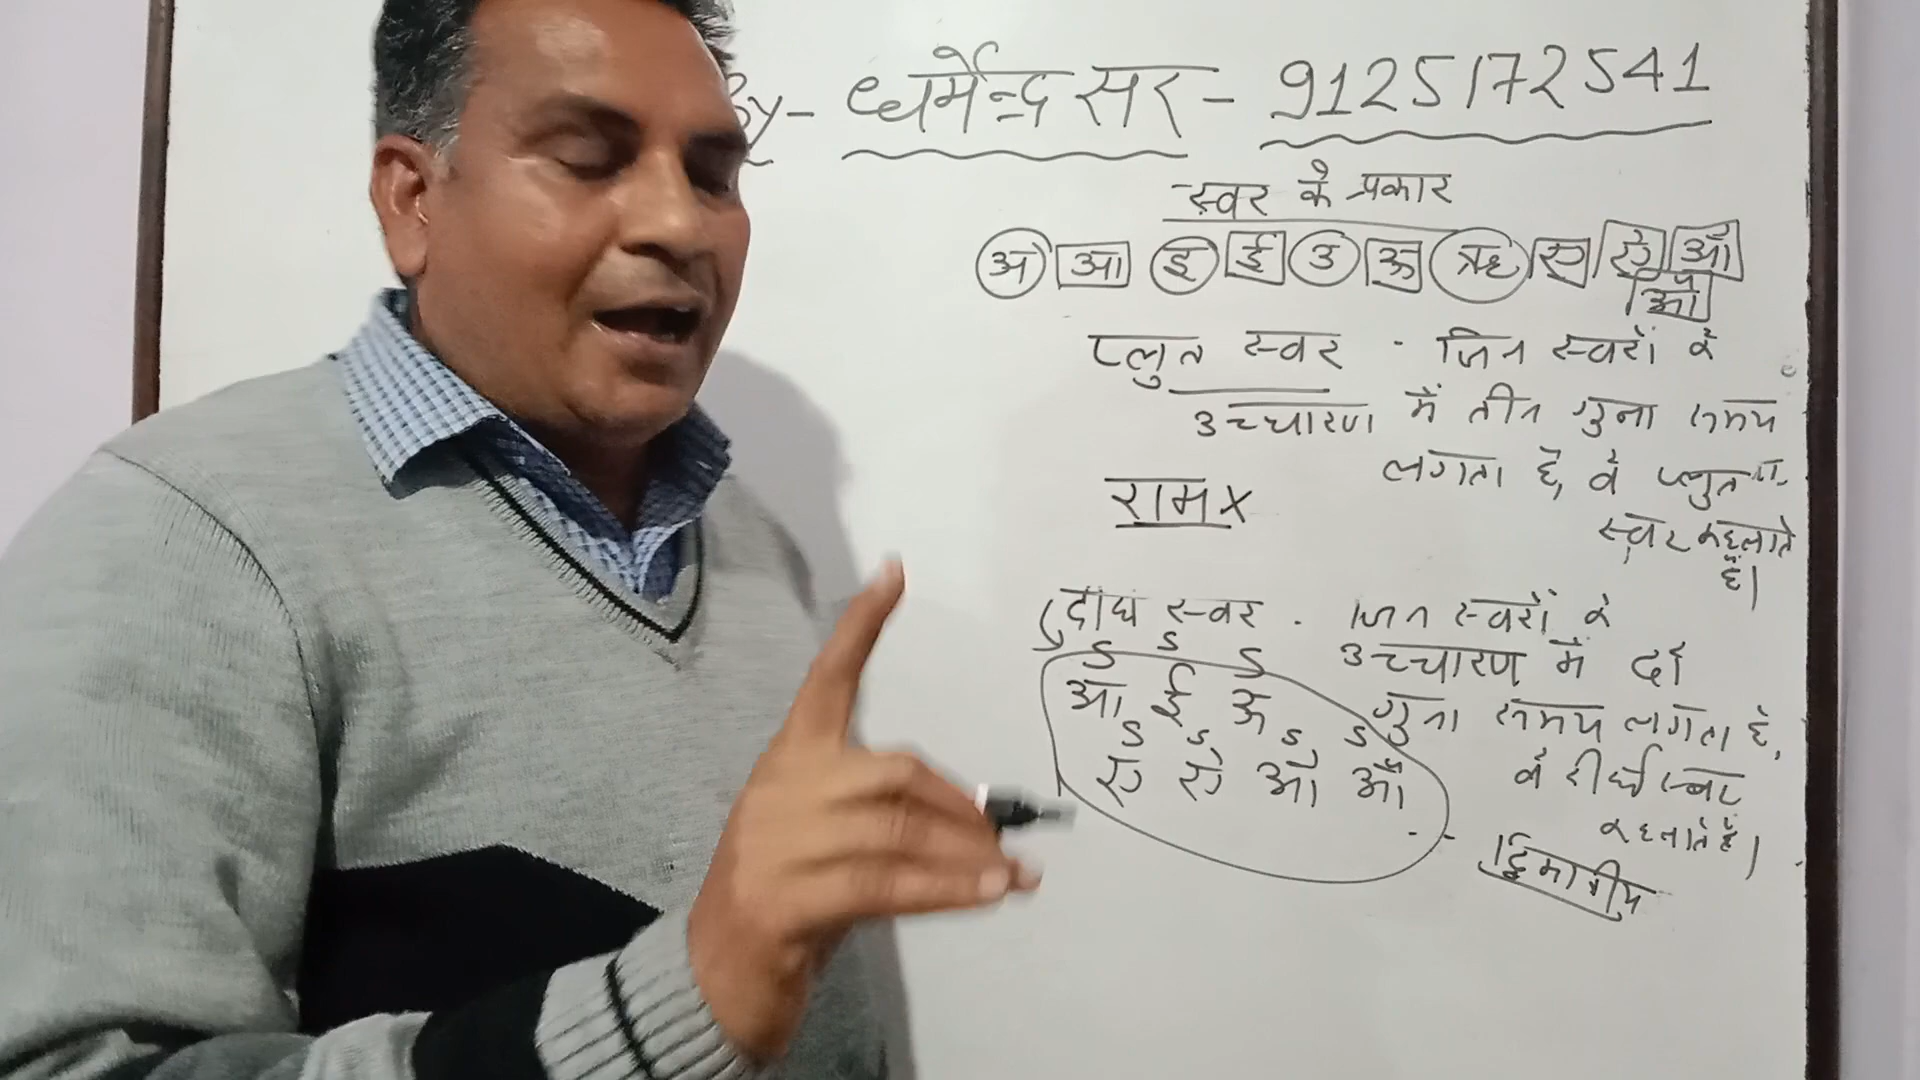 By- धर्मेन्द्र सर - 9125172541
स्वर के प्रकार
अ आ इ ई उ ऊ ऋ ए ऐ ओ
औ
प्लुत स्वर - जिन स्वरों के
उच्चारण में तीन गुना समय
लगता है, वे प्लुत
राम x
स्वर कहलाते
हैं।
दीर्घ स्वर - जिन स्वरों के
उच्चारण में दो
गुना समय लगता है,
वे दीर्घ स्वर
कहलाते हैं।
S S S
आ ई ऊ
S S S S
ए ऐ ओ औ
द्विमात्रीय